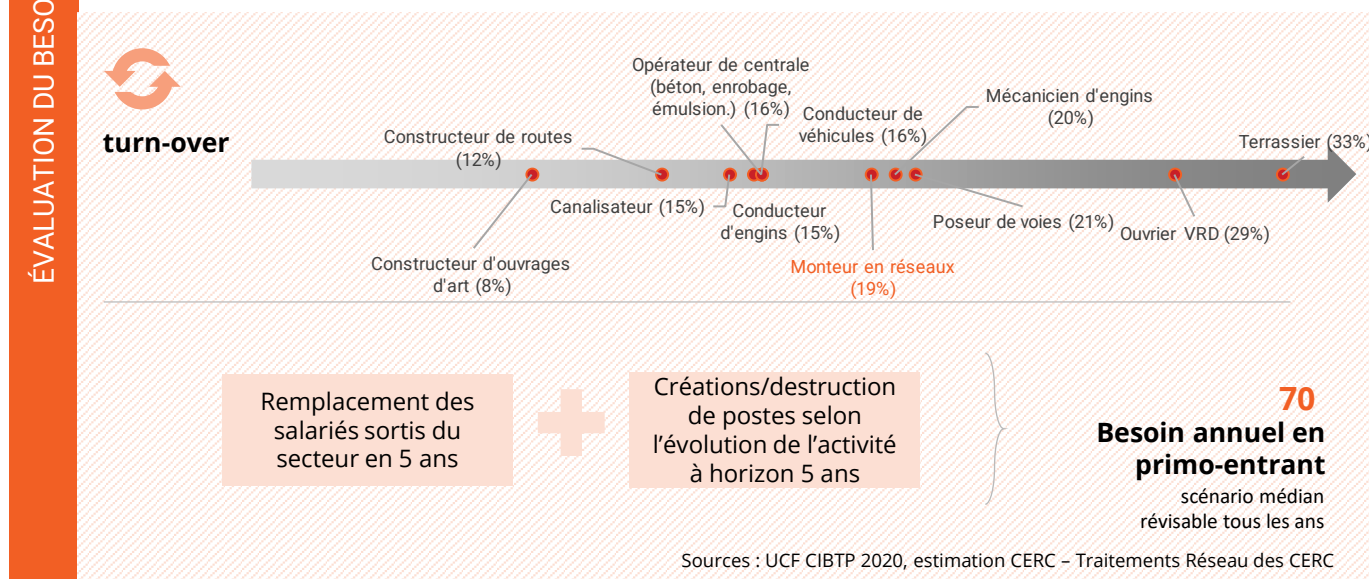 ÉVALUATION DU BESO
turn-over
Constructeur de routes
(12%)
Opérateur de centrale
(béton, enrobage,
émulsion.) (16%)
Conducteur de
véhicules (16%)
Mécanicien d'engins
(20%)
Terrassier (33%)
Canalisateur (15%)
Conducteur
d'engins (15%)
Poseur de voies (21%)
Ouvrier VRD (29%)
Constructeur d'ouvrages
d'art (8%)
Monteur en réseaux
(19%)
Remplacement des
salariés sortis du
secteur en 5 ans
Créations/destruction
de postes selon
l'évolution de l'activité
à horizon 5 ans
70
Besoin annuel en
primo-entrant
scénario médian
révisable tous les ans
Sources : UCF CIBTP 2020, estimation CERC – Traitements Réseau des CERC